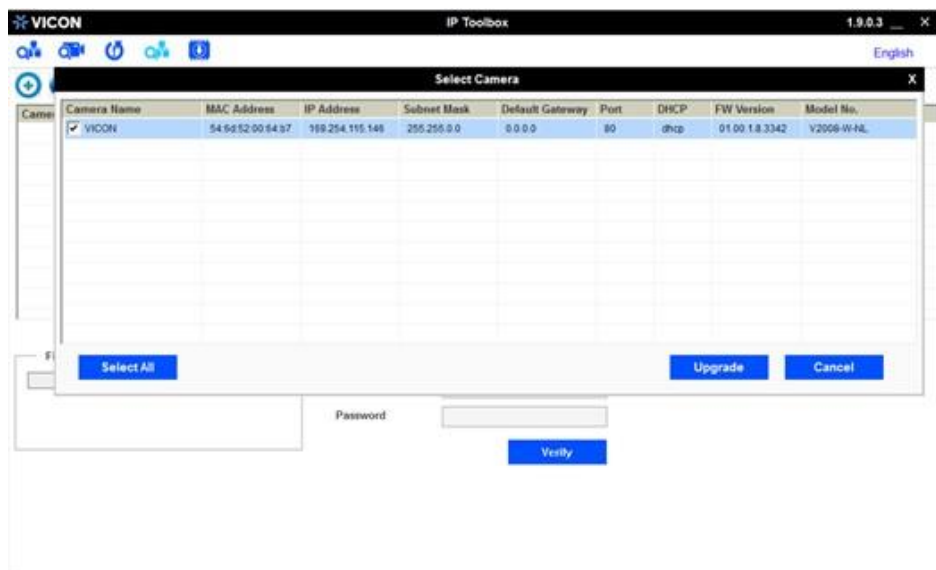 VICON IP Toolbox 1.9.0.3
English
Select Camera X
Camera Name MAC Address IP Address Subnet Mask Default Gateway Port DHCP FW Version Model No.
VICON 54:6d:52:00:64:b7 169.254.115.146 255.255.0.0 0.0.0.0 80 dhcp 01.00.1.8.3342 V2008-W-NL
Select All Upgrade Cancel
Password
Verify